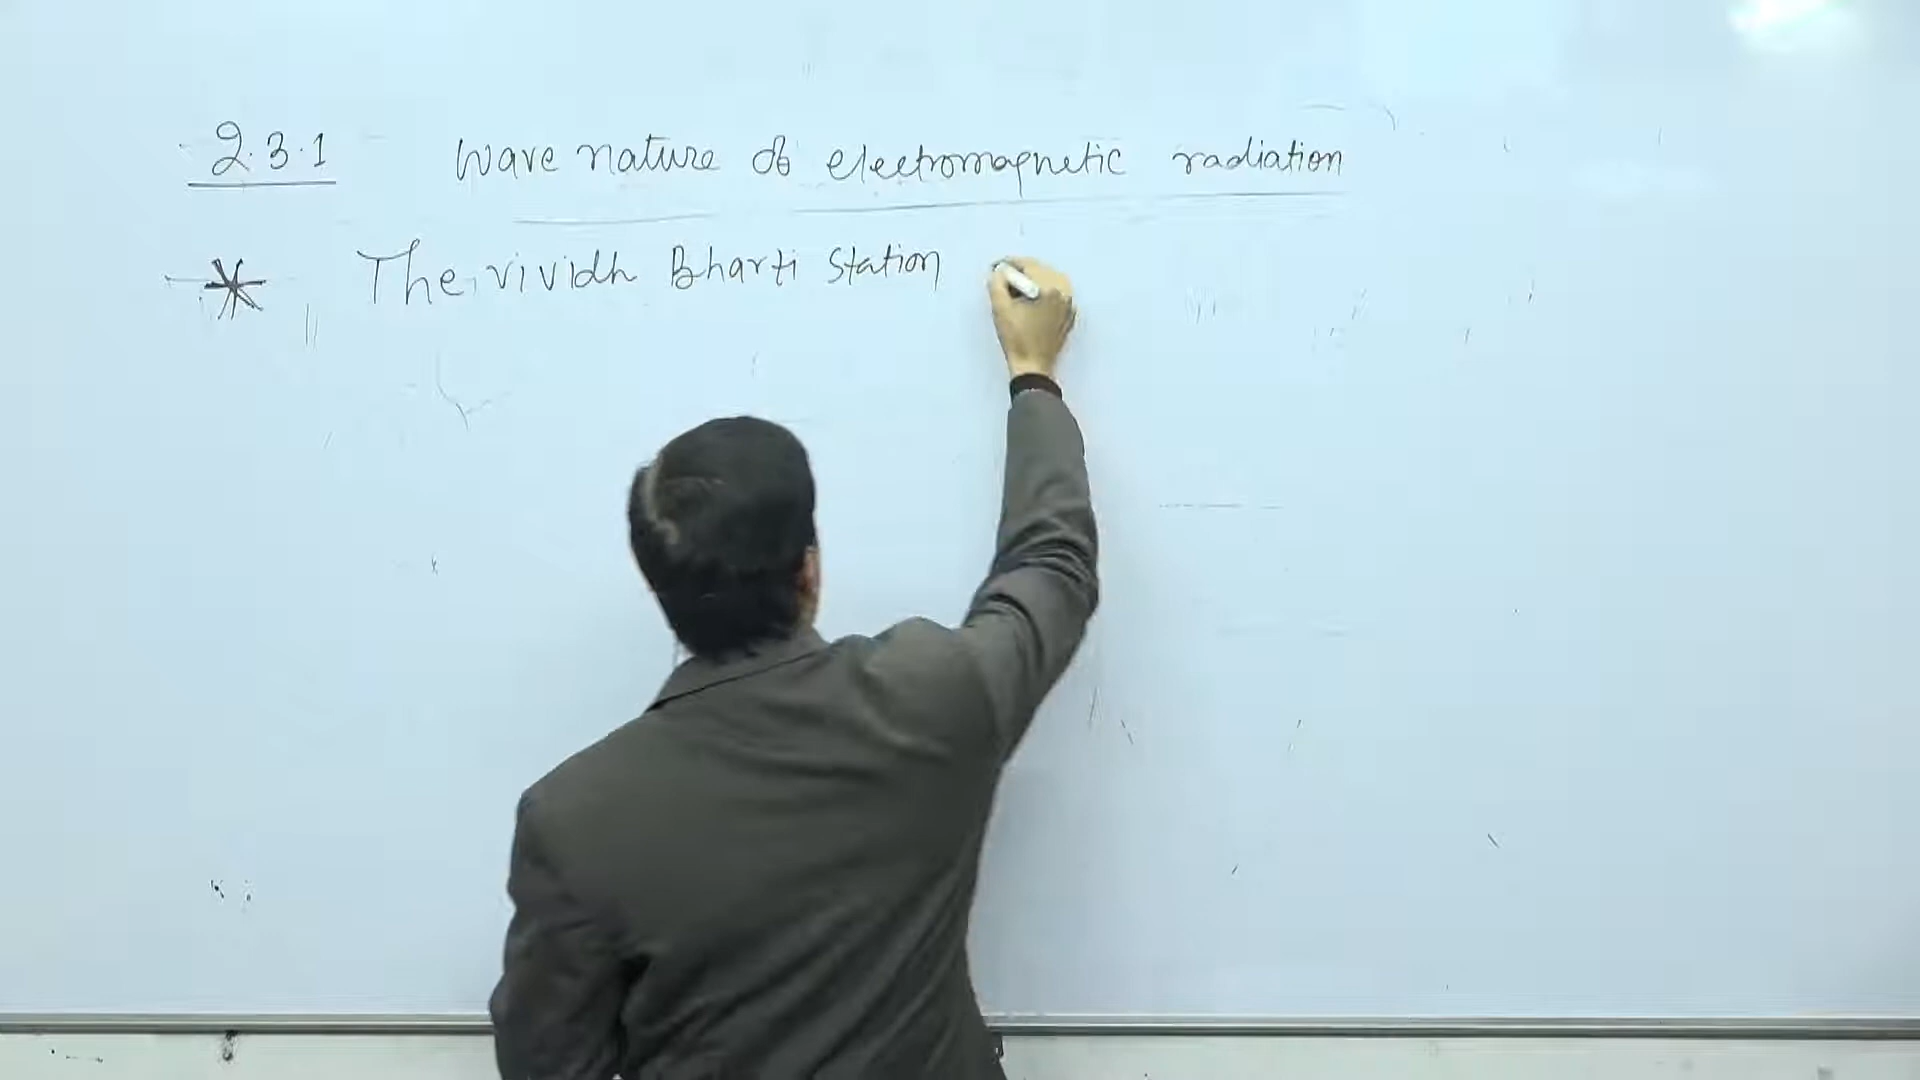 2.3.1 Wave nature of electromagnetic radiation
* The vividh Bharti Station